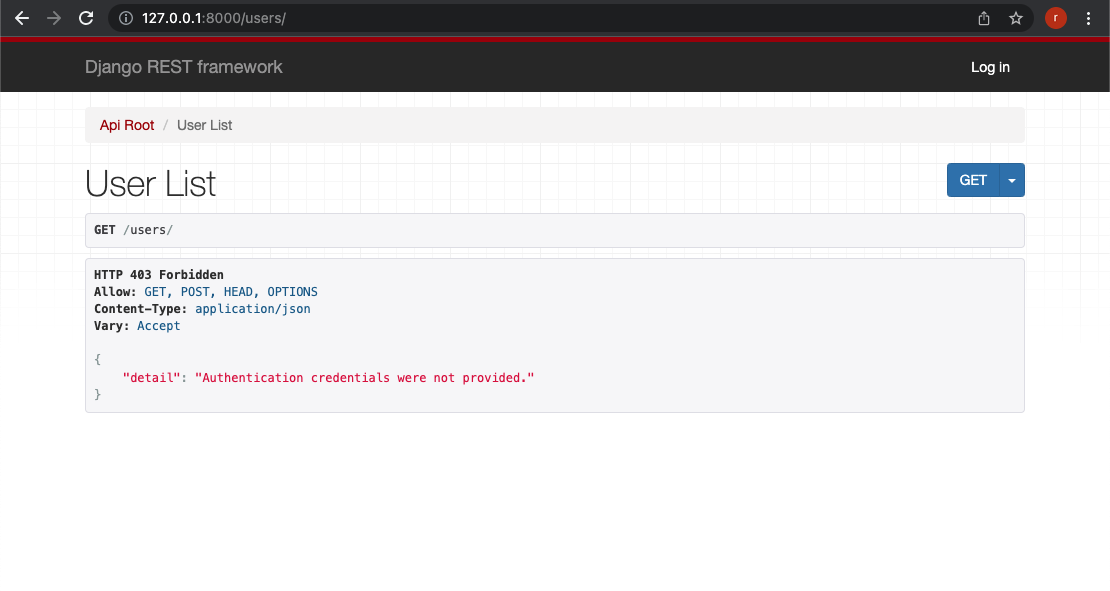 127.0.0.1:8000/users/
r
Django REST framework
Log in
Api Root / User List
User List
GET
GET /users/
HTTP 403 Forbidden
Allow: GET, POST, HEAD, OPTIONS
Content-Type: application/json
Vary: Accept
{
    "detail": "Authentication credentials were not provided."
}